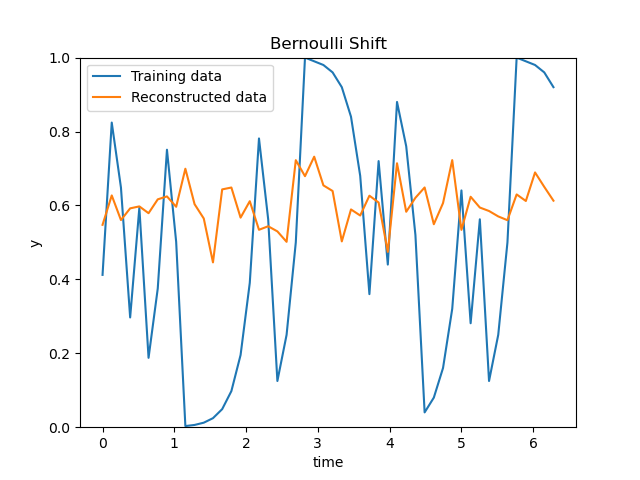 Bernoulli Shift
Training data
Reconstructed data
1.0
0.8
0.6
0.4
0.2
0.0
y
0 1 2 3 4 5 6
time